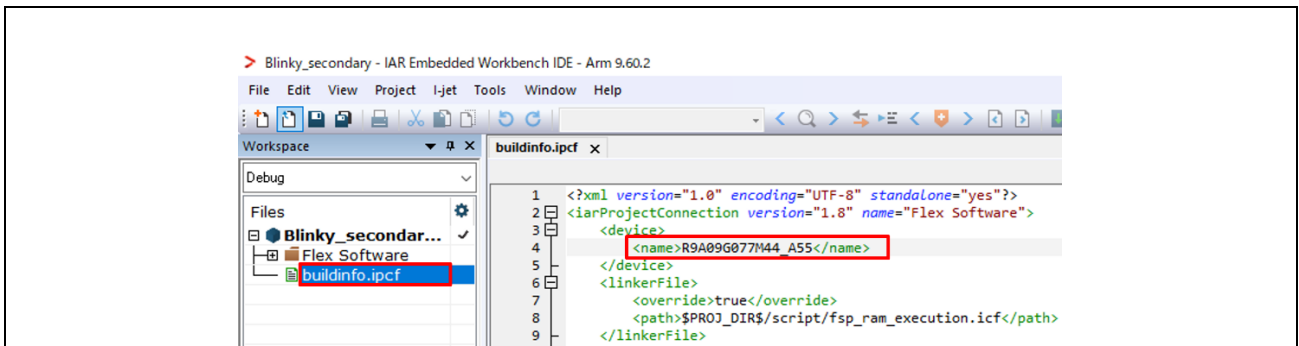 Blinky_secondary - IAR Embedded Workbench IDE - Arm 9.60.2
File Edit View Project I-jet Tools Window Help
Workspace
buildinfo.ipcf
Debug
Files
Blinky_secondar...
Flex Software
buildinfo.ipcf
1 <?xml version="1.0" encoding="UTF-8" standalone="yes"?>
2 <iarProjectConnection version="1.8" name="Flex Software">
3 <device>
4 <name>R9A09G077M44_A55</name>
5 </device>
6 <linkerFile>
7 <override>true</override>
8 <path>$PROJ_DIR$/script/fsp_ram_execution.icf</path>
9 </linkerFile>